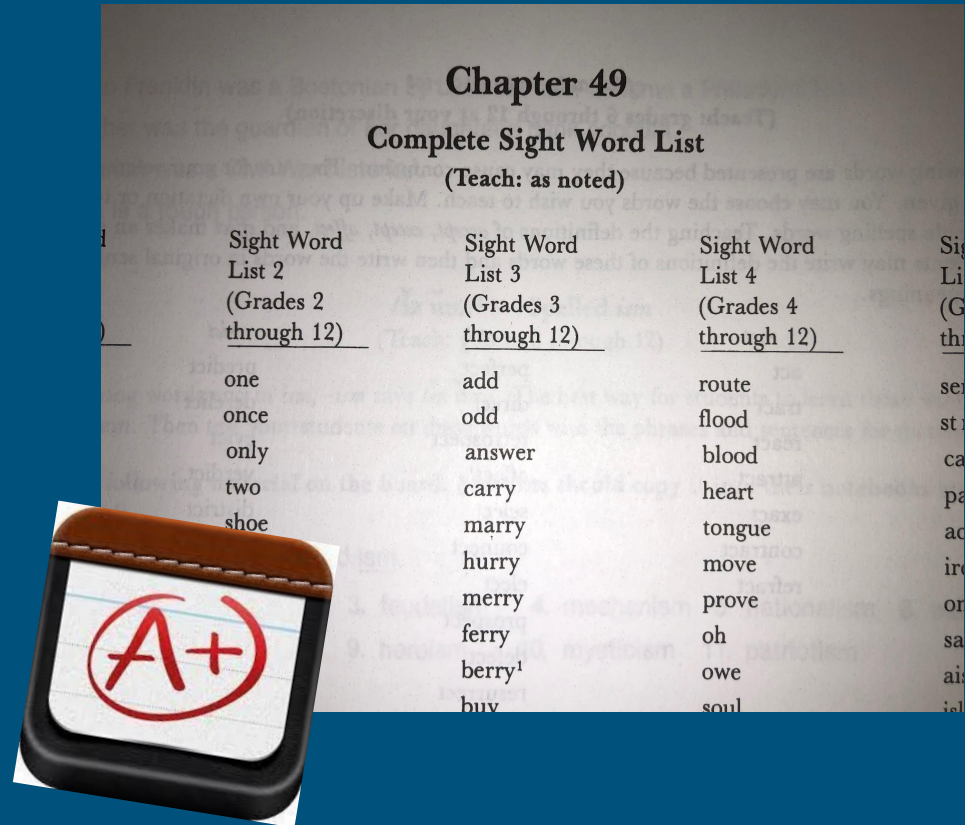 Chapter 49
Complete Sight Word List
(Teach: as noted)
Sight Word
List 2
(Grades 2
through 12)
one
once
only
two
shoe
Sight Word
List 3
(Grades 3
through 12)
add
odd
answer
carry
marry
hurry
merry
ferry
berry¹
buy
Sight Word
List 4
(Grades 4
through 12)
route
flood
blood
heart
tongue
move
prove
oh
owe
soul
A+